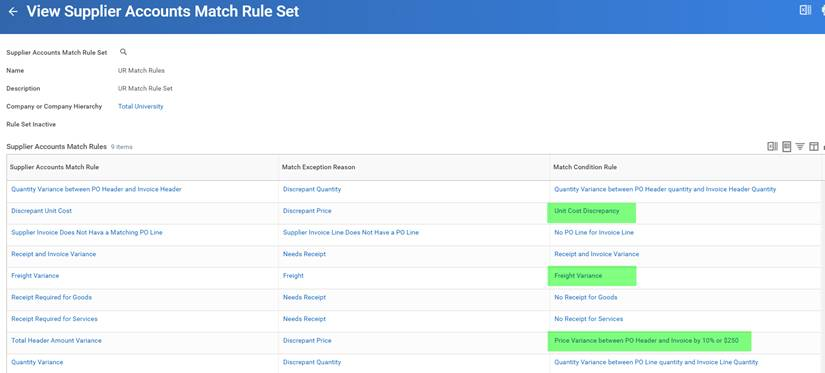 View Supplier Accounts Match Rule Set
Supplier Accounts Match Rule Set
Name UR Match Rules
Description UR Match Rule Set
Company or Company Hierarchy Total University
Rule Set Inactive
Supplier Accounts Match Rules 9 items
Supplier Accounts Match Rule Match Exception Reason Match Condition Rule
Quantity Variance between PO Header and Invoice Header Discrepant Quantity Quantity Variance between PO Header quantity and Invoice Header Quantity
Discrepant Unit Cost Discrepant Price Unit Cost Discrepancy
Supplier Invoice Does Not Hava a Matching PO Line Supplier Invoice Line Does Not Have a PO Line No PO Line for Invoice Line
Receipt and Invoice Variance Needs Receipt Receipt and Invoice Variance
Freight Variance Freight Freight Variance
Receipt Required for Goods Needs Receipt No Receipt for Goods
Receipt Required for Services Needs Receipt No Receipt for Services
Total Header Amount Variance Discrepant Price Price Variance between PO Header and Invoice by 10% or $250
Quantity Variance Discrepant Quantity Quantity Variance between PO Line quantity and Invoice Line Quantity